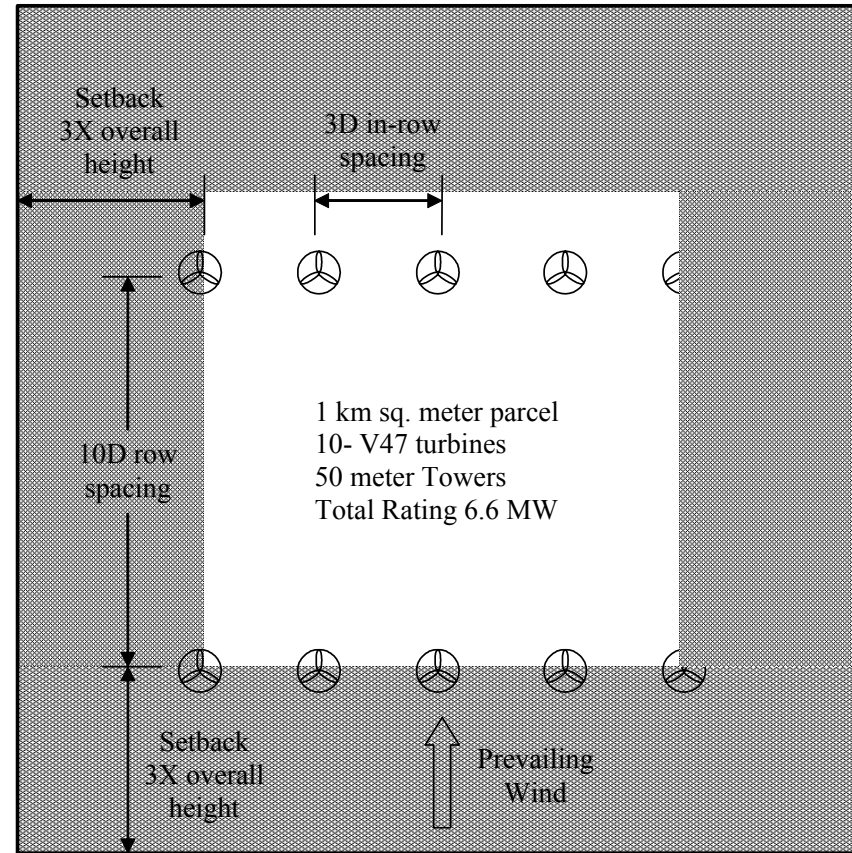 Setback
3X overall
height
3D in-row
spacing
1 km sq. meter parcel
10- V47 turbines
50 meter Towers
Total Rating 6.6 MW
10D row
spacing
Setback
3X overall
height
Prevailing
Wind